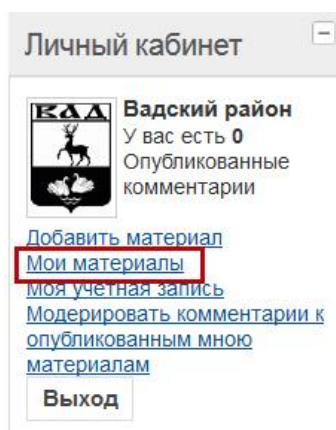 Личный кабинет
ВАД
Вадский район
У вас есть 0
Опубликованные
комментарии
Добавить материал
Мои материалы
Моя учетная запись
Модерировать комментарии к
опубликованным мною
материалам
Выход